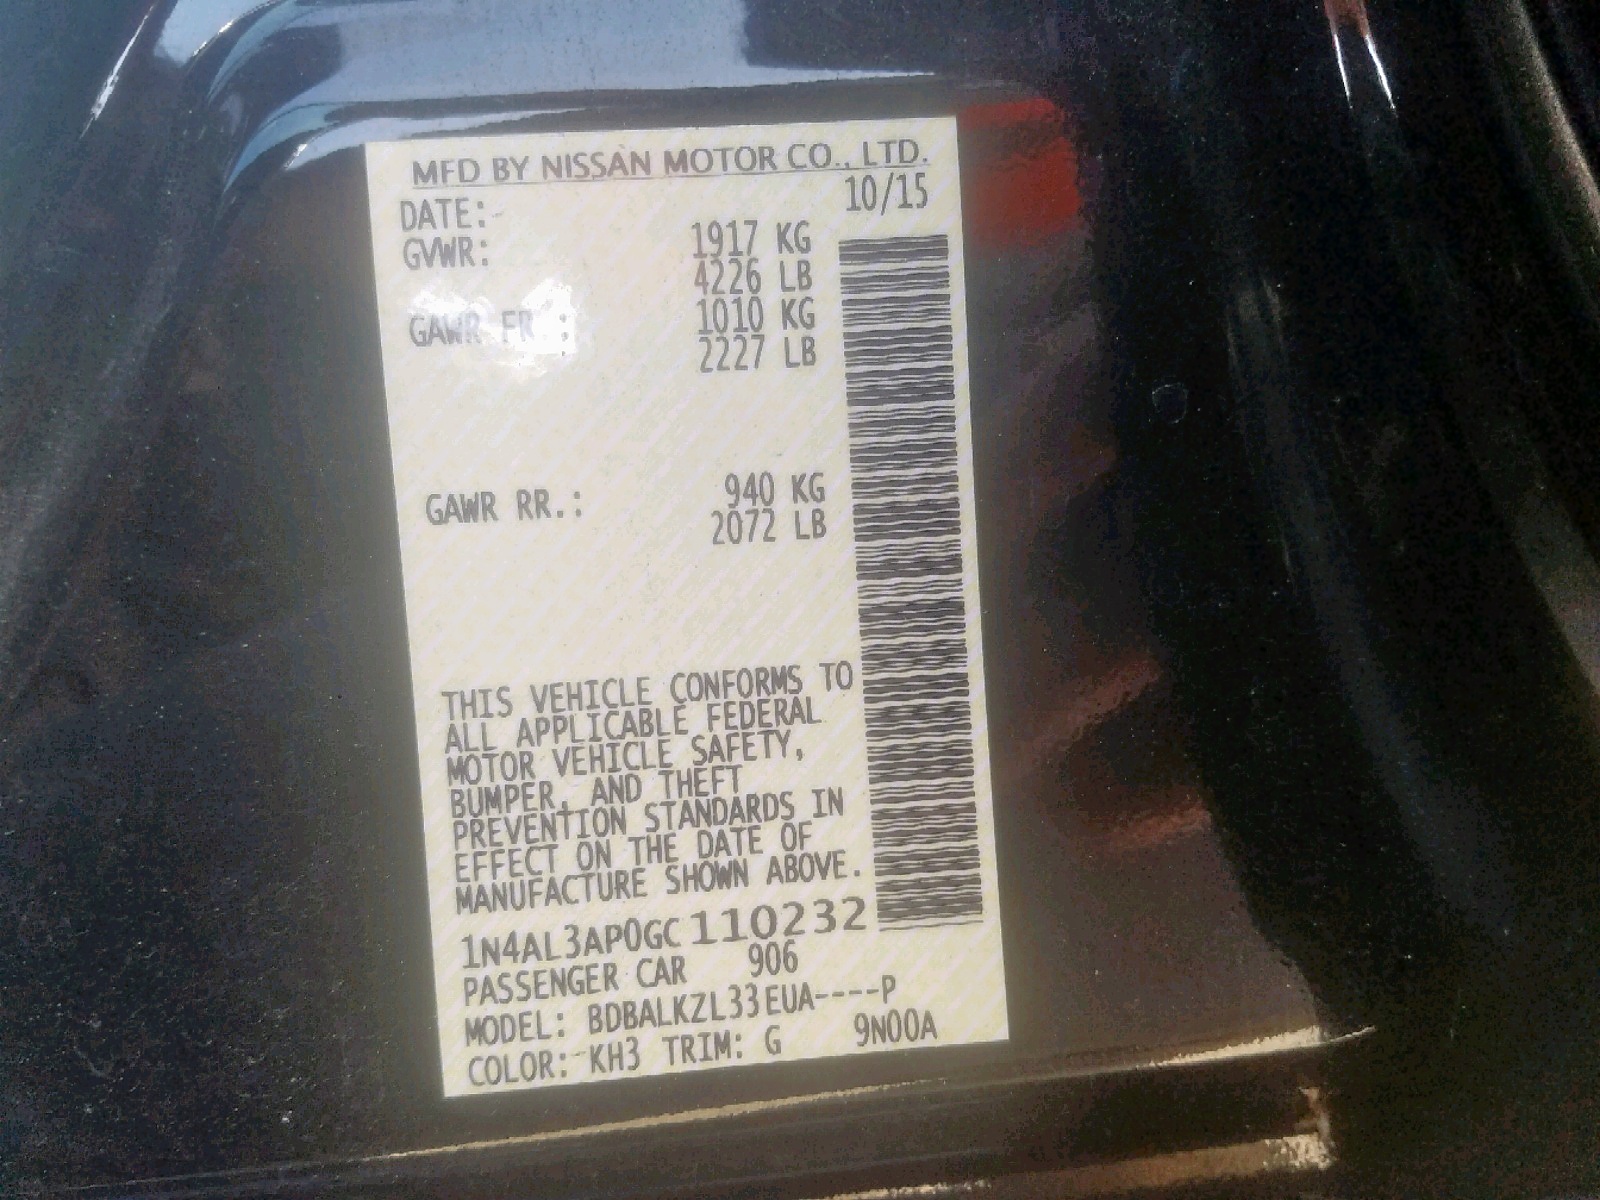 MFD BY NISSAN MOTOR CO., LTD.
DATE: 10/15
GVWR: 1917 KG
4226 LB
GAWR FR.: 1010 KG
2227 LB
GAWR RR.: 940 KG
2072 LB
THIS VEHICLE CONFORMS TO
ALL APPLICABLE FEDERAL
MOTOR VEHICLE SAFETY,
BUMPER, AND THEFT
PREVENTION STANDARDS IN
EFFECT ON THE DATE OF
MANUFACTURE SHOWN ABOVE.
1N4AL3AP0GC110232
PASSENGER CAR 906
MODEL: BDBALKZL33EUA----P
COLOR: KH3 TRIM: G 9N00A